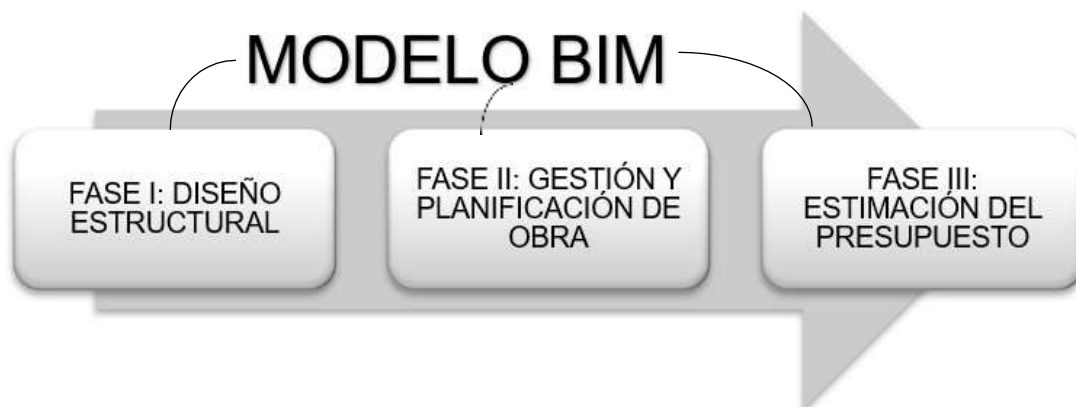 MODELO BIM
FASE I: DISEÑO
ESTRUCTURAL
FASE II: GESTIÓN Y
PLANIFICACIÓN DE
OBRA
FASE III:
ESTIMACIÓN DEL
PRESUPUESTO